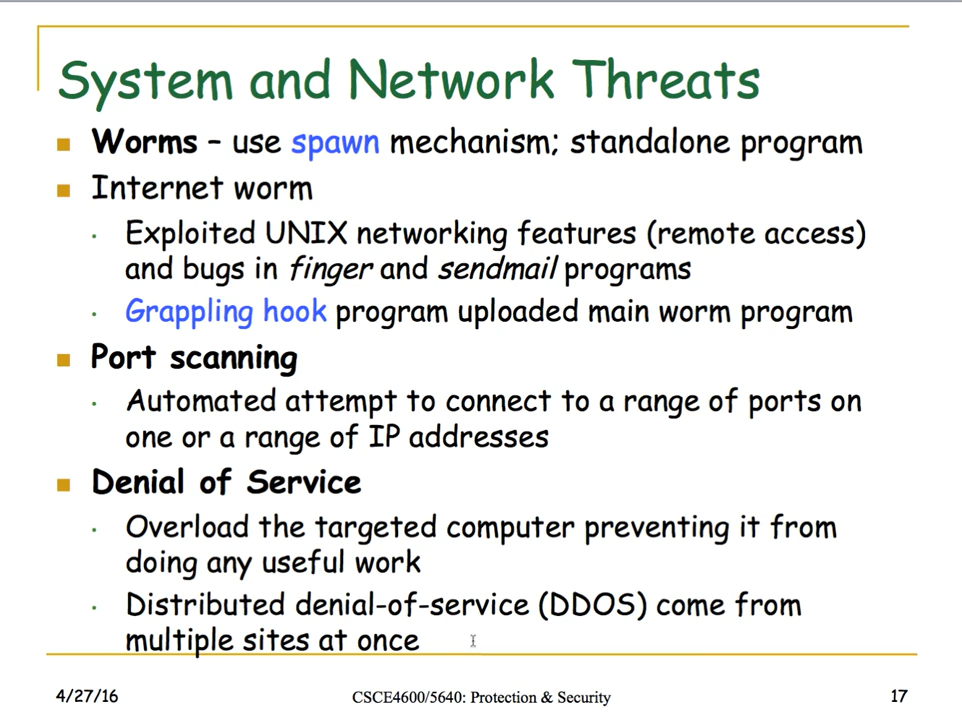 System and Network Threats
Worms – use spawn mechanism; standalone program
Internet worm
Exploited UNIX networking features (remote access)
and bugs in finger and sendmail programs
Grappling hook program uploaded main worm program
Port scanning
Automated attempt to connect to a range of ports on
one or a range of IP addresses
Denial of Service
Overload the targeted computer preventing it from
doing any useful work
Distributed denial-of-service (DDOS) come from
multiple sites at once
4/27/16 CSCE4600/5640: Protection & Security 17